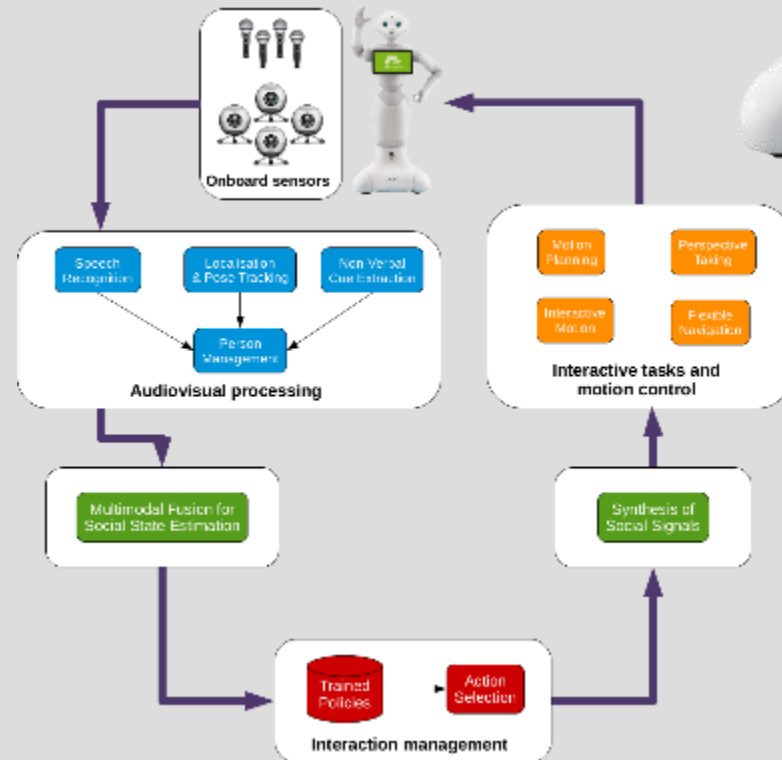 Onboard sensors
Speech
Recognition
Localisation
& Pose Tracking
Non-Verbal
Cue Extraction
Person
Management
Audiovisual processing
Motion
Planning
Perspective
Taking
Interactive
Motion
Flexible
Navigation
Interactive tasks and
motion control
Multimodal Fusion for
Social State Estimation
Synthesis of
Social Signals
Trained
Policies
Action
Selection
Interaction management